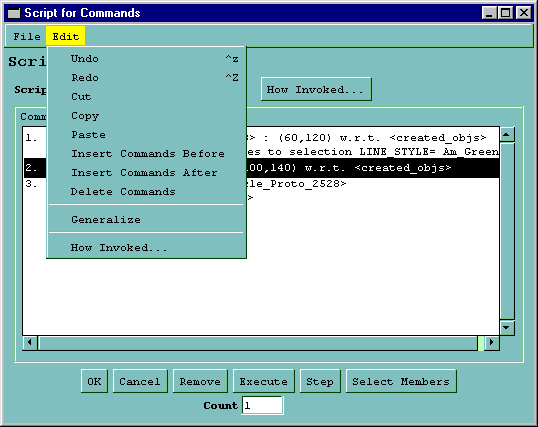 Script for Commands
File Edit
Scri
Undo ^z
Redo ^Z
Cut
Copy
Paste
Insert Commands Before
Insert Commands After
Delete Commands
Generalize
How Invoked...
Scrip
How Invoked...
Comm
1. > : (60,120) w.r.t. <created_objs>
es to selection LINE_STYLE= Am_Green
2. 00,140) w.r.t. <created_objs>
3. le_Proto_2528>
>
OK Cancel Remove Execute Step Select Members
Count 1